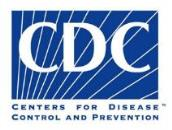 CDC
CENTERS FOR DISEASE™
CONTROL AND PREVENTION